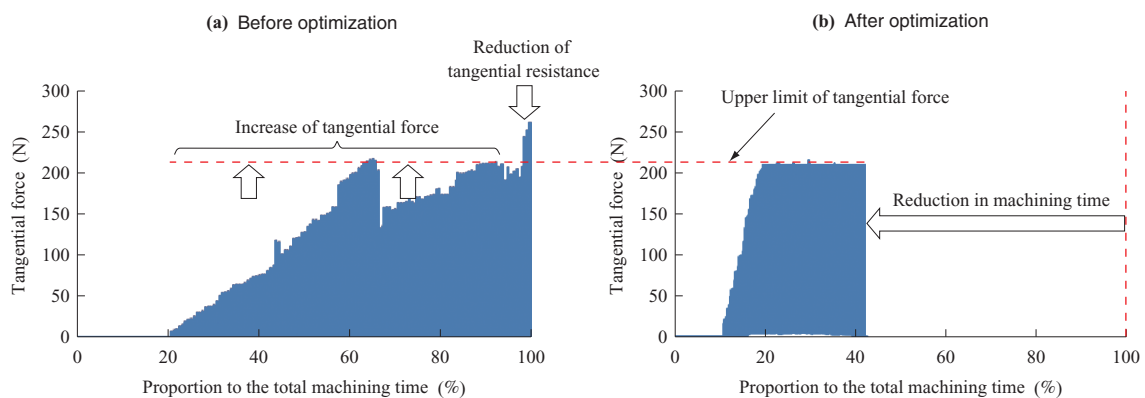 (a) Before optimization
Reduction of
tangential resistance
Increase of tangential force
Tangential force (N)
300
250
200
150
100
50
0
0 20 40 60 80 100
Proportion to the total machining time (%)
(b) After optimization
Upper limit of tangential force
Reduction in machining time
Tangential force (N)
300
250
200
150
100
50
0
0 20 40 60 80 100
Proportion to the total machining time (%)